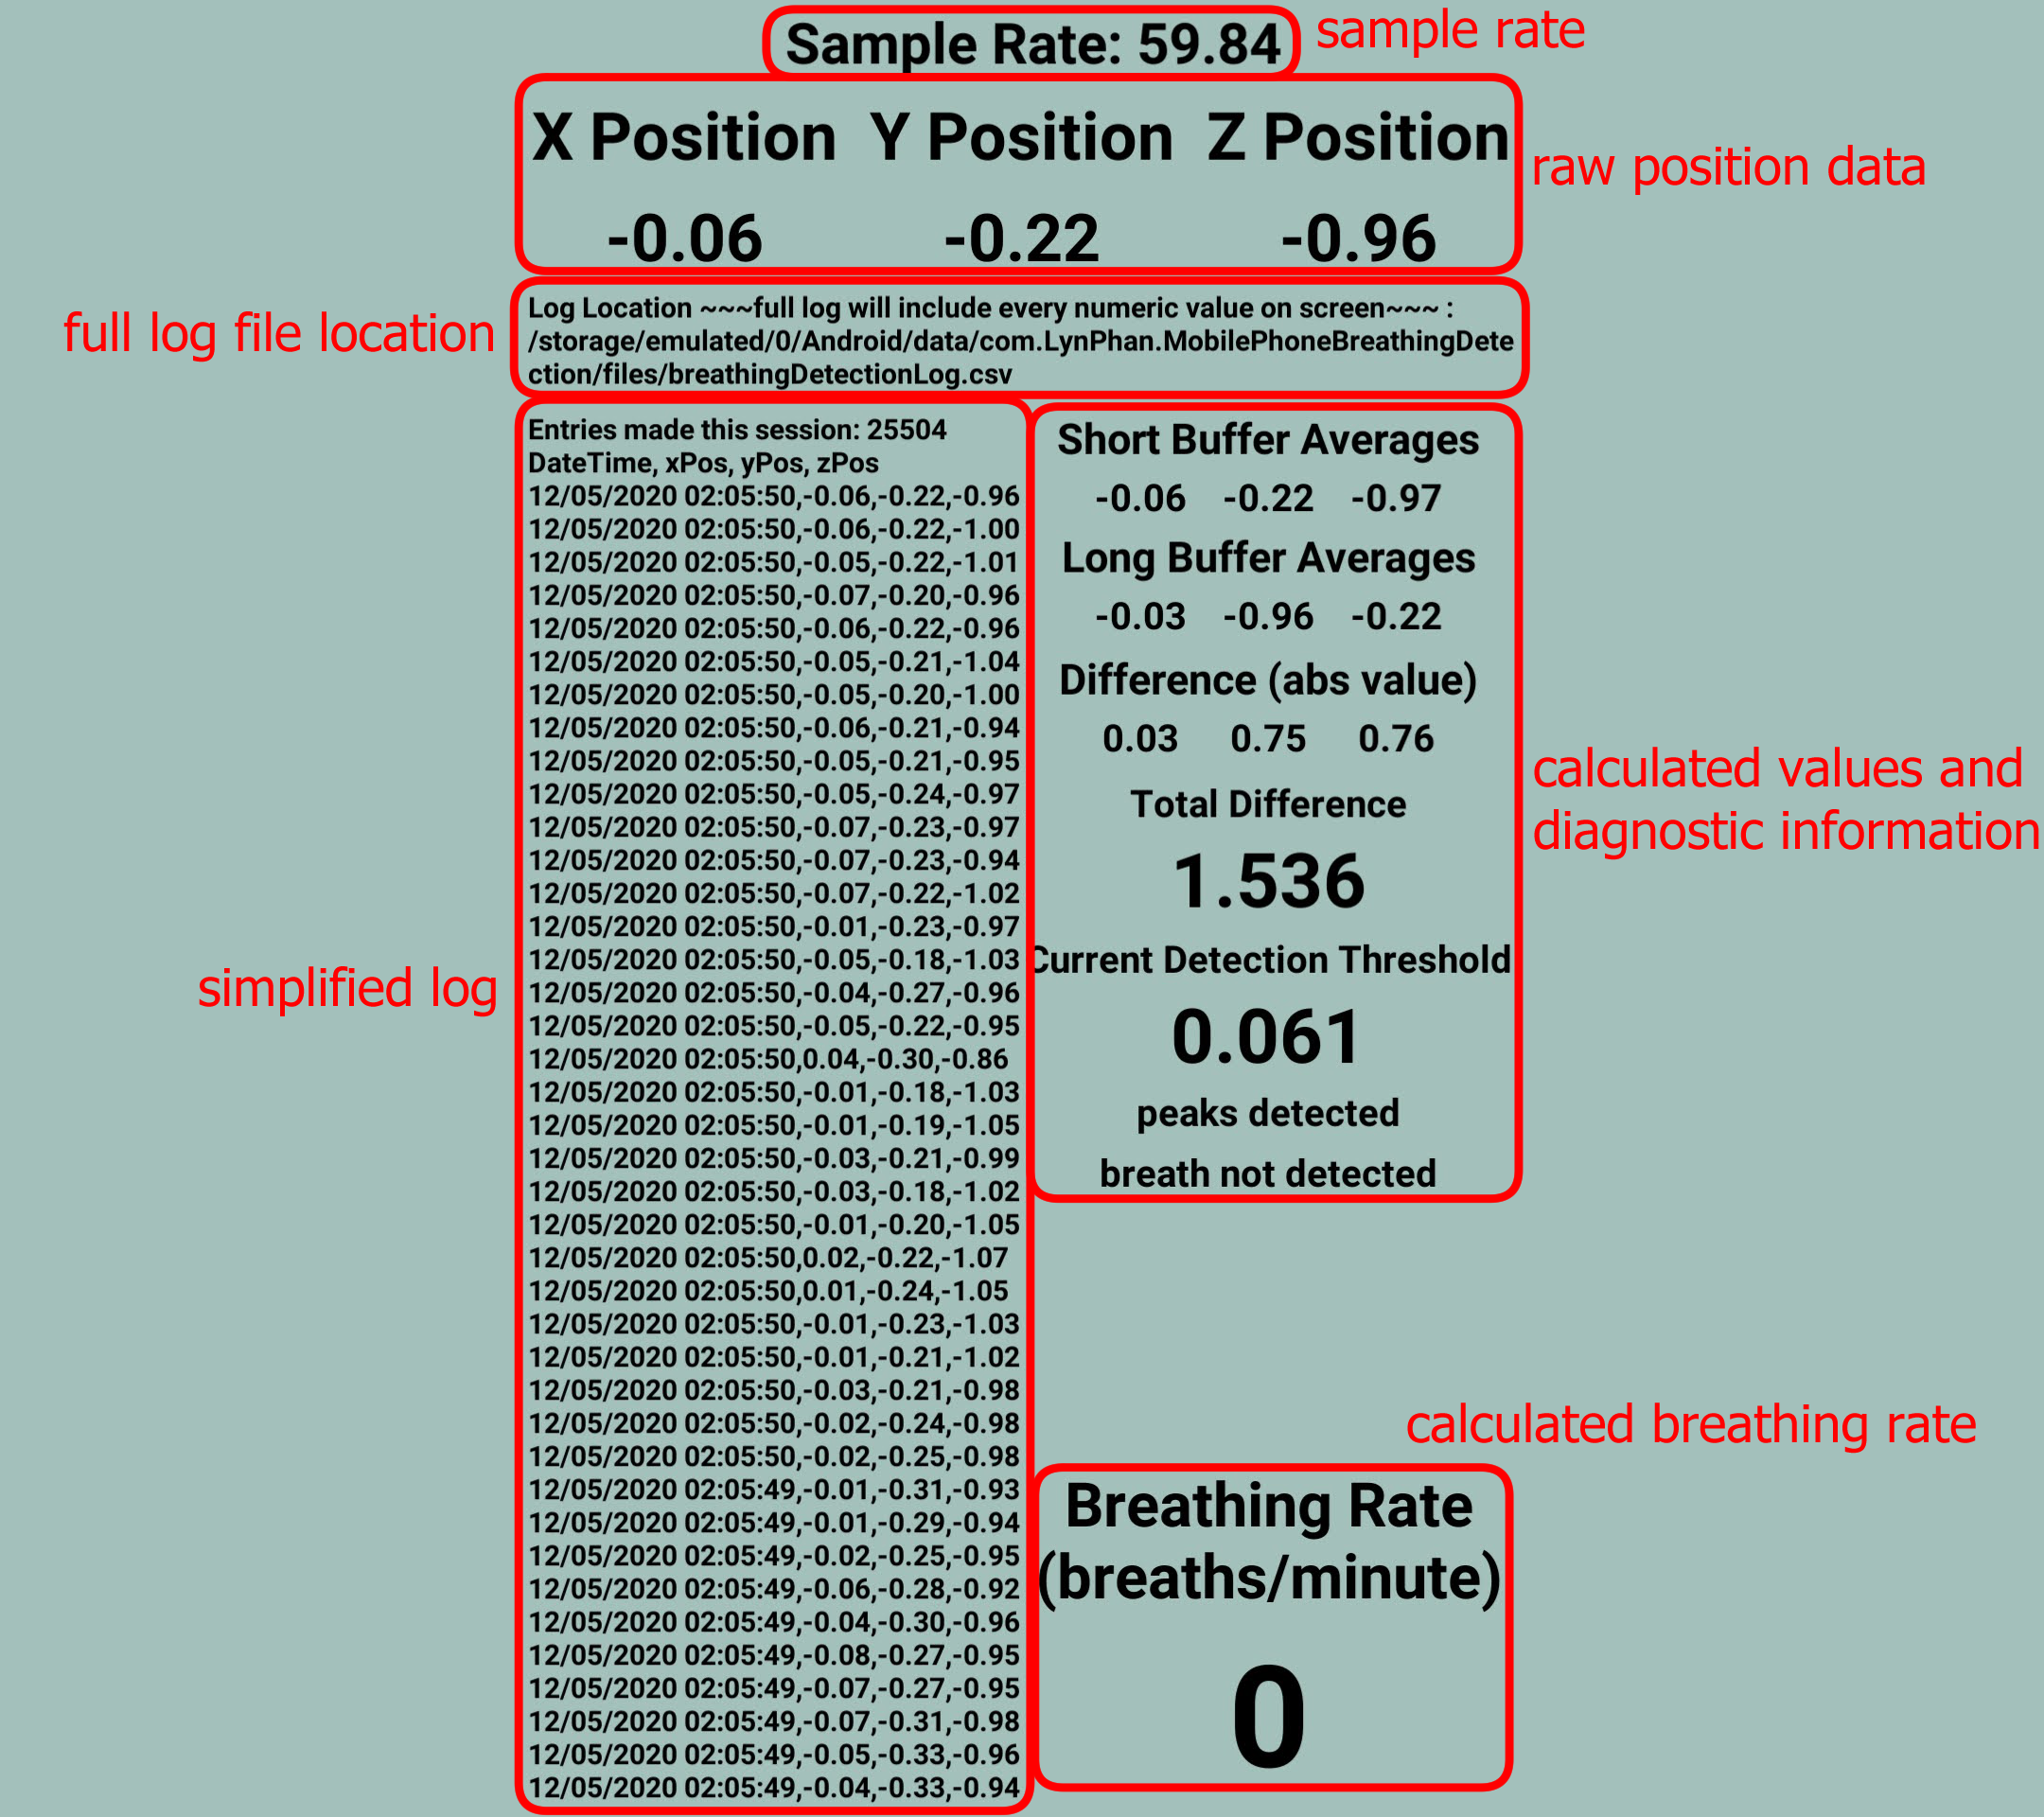 Sample Rate: 59.84
sample rate
X Position Y Position Z Position
-0.06 -0.22 -0.96
raw position data
full log file location
Log Location ~~~full log will include every numeric value on screen~~~ :
/storage/emulated/0/Android/data/com.LynPhan.MobilePhoneBreathingDete
ction/files/breathingDetectionLog.csv
simplified log
Entries made this session: 25504
DateTime, xPos, yPos, zPos
12/05/2020 02:05:50,-0.06,-0.22,-0.96
12/05/2020 02:05:50,-0.06,-0.22,-1.00
12/05/2020 02:05:50,-0.05,-0.22,-1.01
12/05/2020 02:05:50,-0.07,-0.20,-0.96
12/05/2020 02:05:50,-0.06,-0.22,-0.96
12/05/2020 02:05:50,-0.05,-0.21,-1.04
12/05/2020 02:05:50,-0.05,-0.20,-1.00
12/05/2020 02:05:50,-0.06,-0.21,-0.94
12/05/2020 02:05:50,-0.05,-0.21,-0.95
12/05/2020 02:05:50,-0.05,-0.24,-0.97
12/05/2020 02:05:50,-0.07,-0.23,-0.97
12/05/2020 02:05:50,-0.07,-0.23,-0.94
12/05/2020 02:05:50,-0.07,-0.22,-1.02
12/05/2020 02:05:50,-0.01,-0.23,-0.97
12/05/2020 02:05:50,-0.05,-0.18,-1.03
12/05/2020 02:05:50,-0.04,-0.27,-0.96
12/05/2020 02:05:50,-0.05,-0.22,-0.95
12/05/2020 02:05:50,0.04,-0.30,-0.86
12/05/2020 02:05:50,-0.01,-0.18,-1.03
12/05/2020 02:05:50,-0.01,-0.19,-1.05
12/05/2020 02:05:50,-0.03,-0.21,-0.99
12/05/2020 02:05:50,-0.03,-0.18,-1.02
12/05/2020 02:05:50,-0.01,-0.20,-1.05
12/05/2020 02:05:50,0.02,-0.22,-1.07
12/05/2020 02:05:50,0.01,-0.24,-1.05
12/05/2020 02:05:50,-0.01,-0.23,-1.03
12/05/2020 02:05:50,-0.01,-0.21,-1.02
12/05/2020 02:05:50,-0.03,-0.21,-0.98
12/05/2020 02:05:50,-0.02,-0.24,-0.98
12/05/2020 02:05:50,-0.02,-0.25,-0.98
12/05/2020 02:05:49,-0.01,-0.31,-0.93
12/05/2020 02:05:49,-0.01,-0.29,-0.94
12/05/2020 02:05:49,-0.02,-0.25,-0.95
12/05/2020 02:05:49,-0.06,-0.28,-0.92
12/05/2020 02:05:49,-0.04,-0.30,-0.96
12/05/2020 02:05:49,-0.08,-0.27,-0.95
12/05/2020 02:05:49,-0.07,-0.27,-0.95
12/05/2020 02:05:49,-0.07,-0.31,-0.98
12/05/2020 02:05:49,-0.05,-0.33,-0.96
12/05/2020 02:05:49,-0.04,-0.33,-0.94
Short Buffer Averages
-0.06 -0.22 -0.97
Long Buffer Averages
-0.03 -0.96 -0.22
Difference (abs value)
0.03 0.75 0.76
Total Difference
1.536
Current Detection Threshold
0.061
peaks detected
breath not detected
calculated values and
diagnostic information
calculated breathing rate
Breathing Rate
(breaths/minute)
0